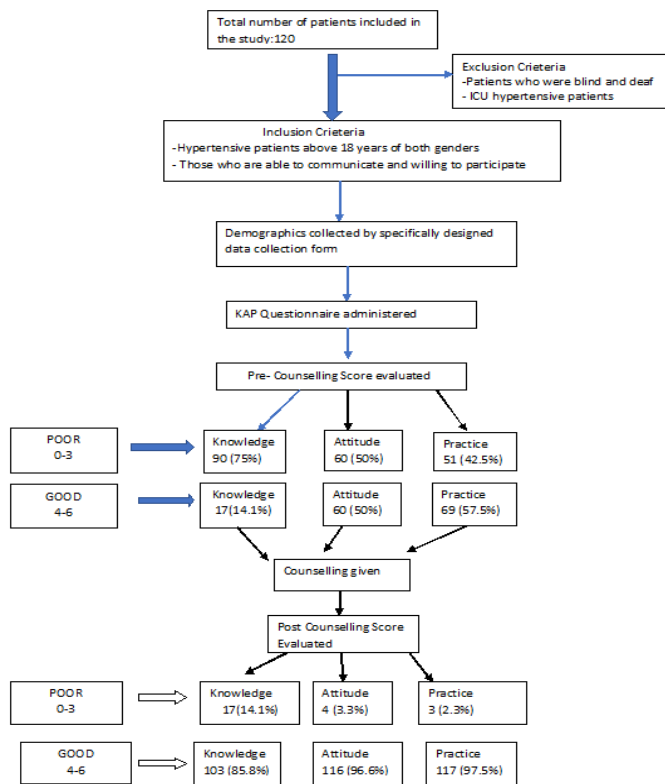 Total number of patients included in
the study:120
Exclusion Crieteria
-Patients who were blind and deaf
- ICU hypertensive patients
Inclusion Crieteria
-Hypertensive patients above 18 years of both genders
- Those who are able to communicate and willing to participate
Demographics collected by specifically designed
data collection form
KAP Questionnaire administered
Pre- Counselling Score evaluated
POOR
0-3
Knowledge
90 (75%)
Attitude
60 (50%)
Practice
51 (42.5%)
GOOD
4-6
Knowledge
17(14.1%)
Attitude
60 (50%)
Practice
69 (57.5%)
Counselling given
Post Counselling Score
Evaluated
POOR
0-3
Knowledge
17(14.1%)
Attitude
4 (3.3%)
Practice
3 (2.3%)
GOOD
4-6
Knowledge
103 (85.8%)
Attitude
116 (96.6%)
Practice
117 (97.5%)